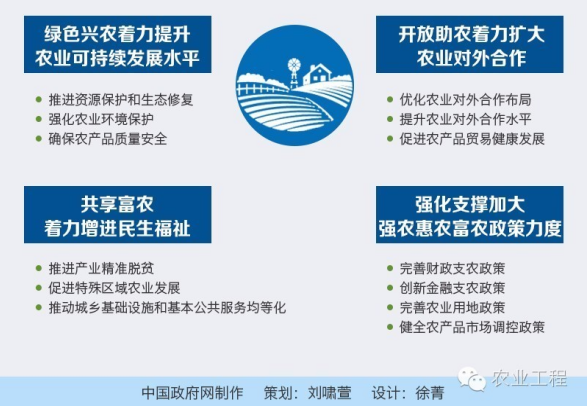 绿色兴农着力提升
农业可持续发展水平
推进资源保护和生态修复
强化农业环境保护
确保农产品质量安全
开放助农着力扩大
农业对外合作
优化农业对外合作布局
提升农业对外合作水平
促进农产品贸易健康发展
共享富农
着力增进民生福祉
推进产业精准脱贫
促进特殊区域农业发展
推动城乡基础设施和基本公共服务均等化
强化支撑加大
强农惠农富农政策力度
完善财政支农政策
创新金融支农政策
完善农业用地政策
健全农产品市场调控政策
农业工程
中国政府网制作 策划：刘啸萱 设计：徐菁